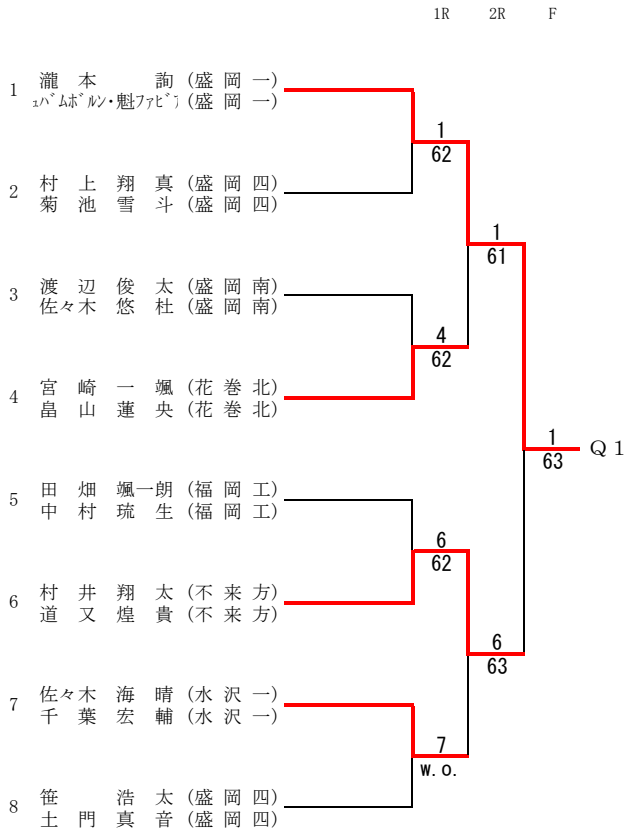 1R 2R F
1 瀧本 詢 (盛岡一)
ュバムボルン・魁ファビア (盛岡一)
1
62
2 村上翔真 (盛岡四)
菊池雪斗 (盛岡四)
1
61
3 渡辺俊太 (盛岡南)
佐々木悠杜 (盛岡南)
4
62
4 宮崎一颯 (花巻北)
畠山蓮央 (花巻北)
1
63
Q1
5 田畑颯一朗 (福岡工)
中村琉生 (福岡工)
6
62
6 村井翔太 (不来方)
道又煌貴 (不来方)
6
63
7 佐々木海晴 (水沢一)
千葉宏輔 (水沢一)
7
w.o.
8 笹 浩太 (盛岡四)
土門真音 (盛岡四)